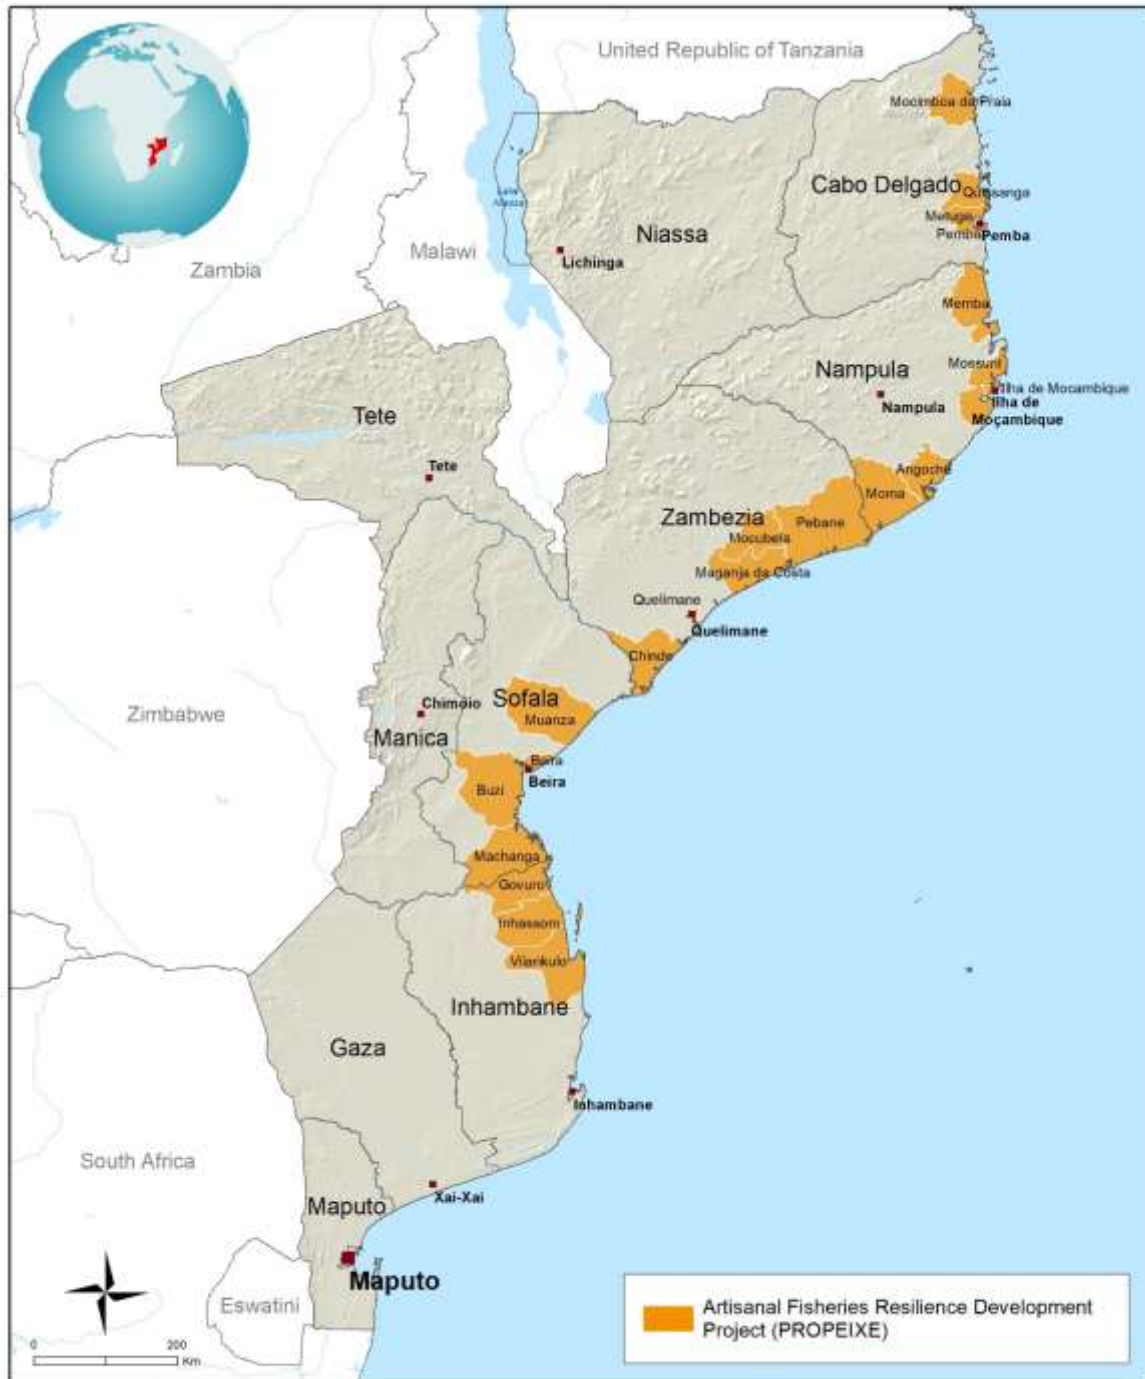 United Republic of Tanzania
Mocimboa da Praia
Cabo Delgado
Quissanga
Lake
Niassa
Metuge
Pemba
Pemba
Malawi
Zambia
Lichinga
Memba
Nampula
Mossuril
Ilha de Mocambique
Ilha de
Moçambique
Nampula
Tete
Tete
Angoche
Moma
Zambezia
Pebane
Mocubela
Maganja da Costa
Quelimane
Quelimane
Chinde
Sofala
Muanza
Chimoio
Zimbabwe
Manica
Beira
Beira
Buzi
Machanga
Govuro
Inhassoro
Vilankulo
Inhambane
Gaza
Inhambane
South Africa
Xai-Xai
Maputo
Maputo
Eswatini
0 200
Km
Artisanal Fisheries Resilience Development
Project (PROPEIXE)